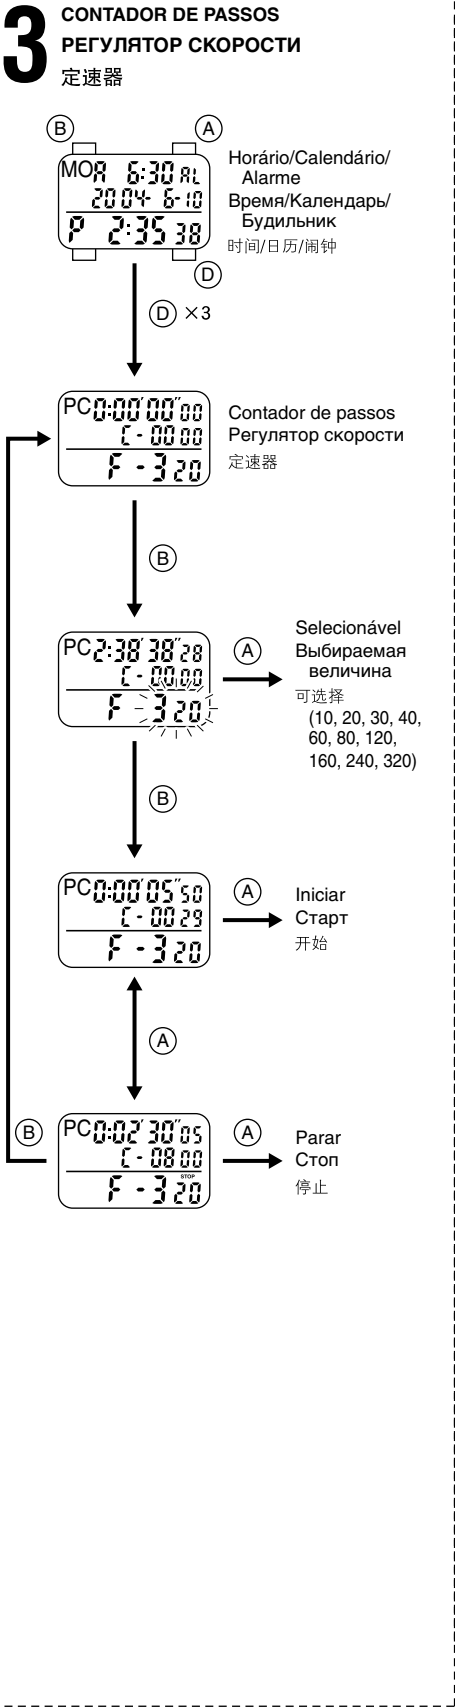 3
CONTADOR DE PASSOS
РЕГУЛЯТОР СКОРОСТИ
定速器
B
A
MO A 6:30 AL
2004 6-10
P 2:35 38
D
Horário/Calendário/
Alarme
Время/Календарь/
Будильник
时间/日历/闹钟
D ×3
PC 0:00'00"00
C- 00 00
F - 3 20
Contador de passos
Регулятор скорости
定速器
B
PC 2:38'38"28
C- 00 00
F - 3 20
A
Selecionável
Выбираемая
величина
可选择
(10, 20, 30, 40,
60, 80, 120,
160, 240, 320)
B
PC 0:00'05"50
C- 00 29
F - 3 20
A
Iniciar
Старт
开始
A
B
PC 0:02'30"05
C- 08 00
STOP
F - 3 20
A
Parar
Стоп
停止